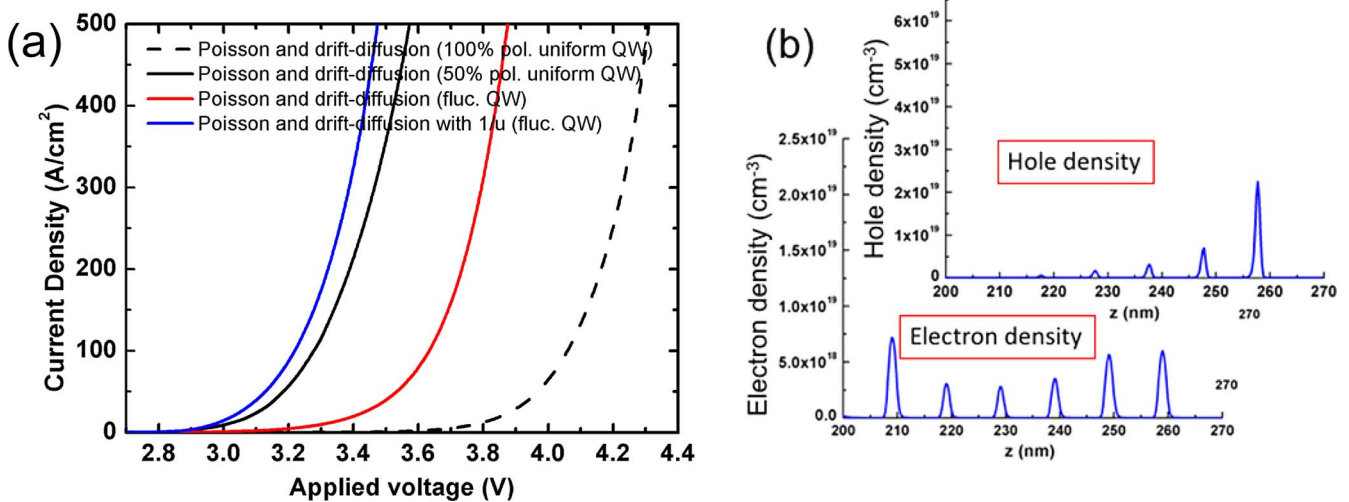 (a)
500
400
300
200
100
0
Current Density (A/cm²)
Poisson and drift-diffusion (100% pol. uniform QW)
Poisson and drift-diffusion (50% pol. uniform QW)
Poisson and drift-diffusion (fluc. QW)
Poisson and drift-diffusion with 1/u (fluc. QW)
2.8 3.0 3.2 3.4 3.6 3.8 4.0 4.2 4.4
Applied voltage (V)
(b)
Hole density (cm⁻³)
6x10¹⁹
5x10¹⁹
4x10¹⁹
3x10¹⁹
2x10¹⁹
1x10¹⁹
0
Hole density
200 210 220 230 240 250 260 270
z (nm)
270
Electron density (cm⁻³)
2.5x10¹⁹
2.0x10¹⁹
1.5x10¹⁹
1.0x10¹⁹
5.0x10¹⁸
0.0
Electron density
270
200 210 220 230 240 250 260 270
z (nm)